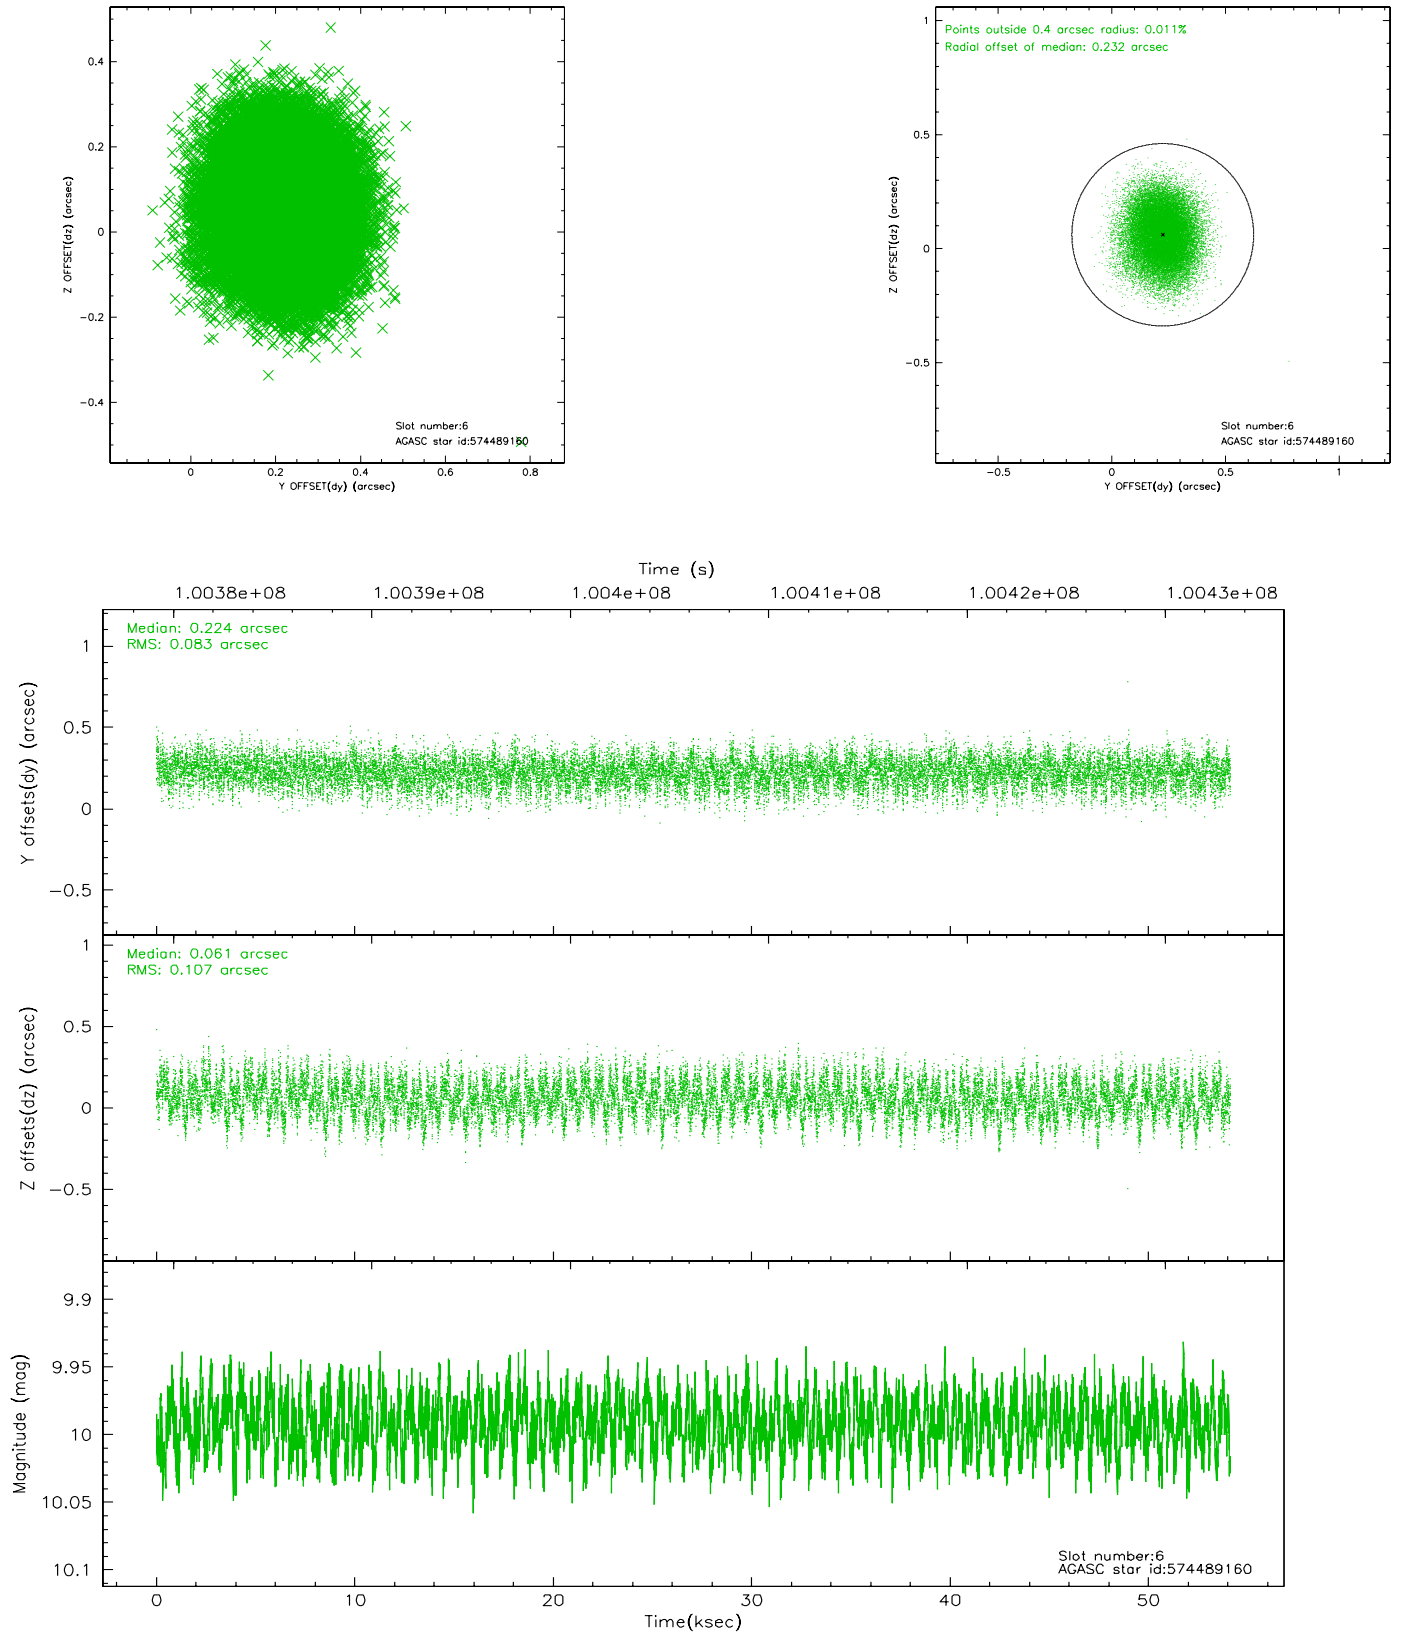 0.4
0.2
0
−0.2
−0.4
Z OFFSET(dz) (arcsec)
0
0.2
0.4
0.6
0.8
Y OFFSET(dy) (arcsec)
Slot number:6
AGASC star id:574489160
Points outside 0.4 arcsec radius: 0.011%
Radial offset of median: 0.232 arcsec
1
0.5
0
−0.5
Z OFFSET(dz) (arcsec)
−0.5
0
0.5
1
Y OFFSET(dy) (arcsec)
Slot number:6
AGASC star id:574489160
Time (s)
1.0038e+08
1.0039e+08
1.004e+08
1.0041e+08
1.0042e+08
1.0043e+08
Median: 0.224 arcsec
RMS: 0.083 arcsec
1
0.5
0
−0.5
Y offsets(dy) (arcsec)
Median: 0.061 arcsec
RMS: 0.107 arcsec
1
0.5
0
−0.5
Z offsets(dz) (arcsec)
9.9
9.95
10
10.05
10.1
Magnitude (mag)
Slot number:6
AGASC star id:574489160
0
10
20
30
40
50
Time(ksec)